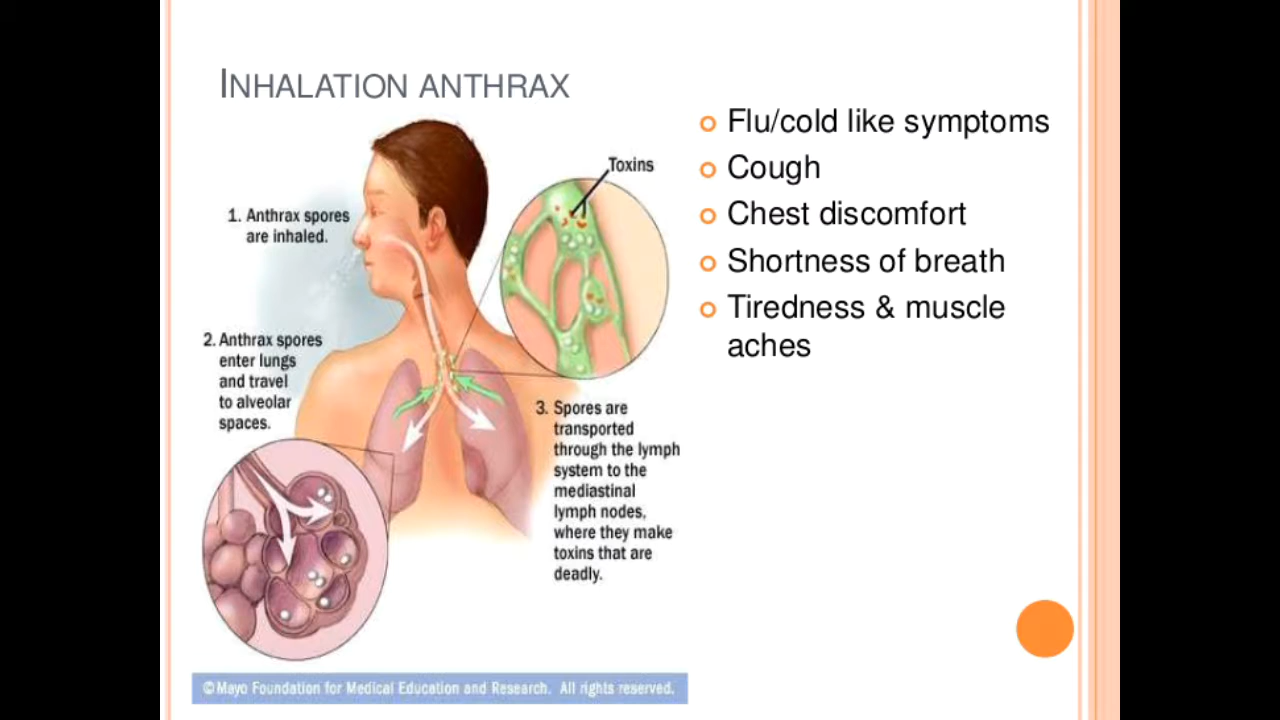 INHALATION ANTHRAX
Toxins
1. Anthrax spores
are inhaled.
2. Anthrax spores
enter lungs
and travel
to alveolar
spaces.
3. Spores are
transported
through the lymph
system to the
mediastinal
lymph nodes,
where they make
toxins that are
deadly.
©Mayo Foundation for Medical Education and Research. All rights reserved.
Flu/cold like symptoms
Cough
Chest discomfort
Shortness of breath
Tiredness & muscle
aches